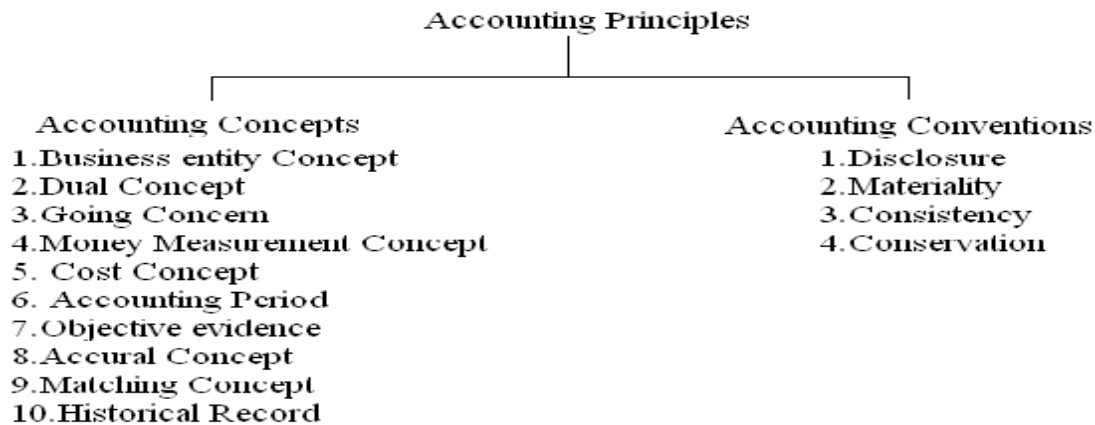 Accounting Principles
Accounting Concepts
1.Business entity Concept
2.Dual Concept
3.Going Concern
4.Money Measurement Concept
5. Cost Concept
6. Accounting Period
7.Objective evidence
8.Accural Concept
9.Matching Concept
10.Historical Record
Accounting Conventions
1.Disclosure
2.Materiality
3.Consistency
4.Conservation